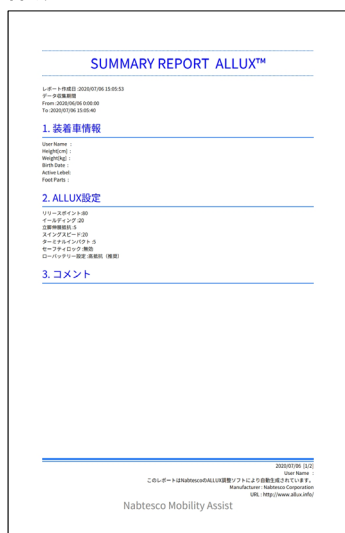 SUMMARY REPORT ALLUX™
レポート作成日:2020/07/06 15:05:53
データ収集期間
From:2020/06/06 0:00:00
To:2020/07/06 15:05:40
1. 装着車情報
User Name :
Height[cm] :
Weight[kg] :
Birth Date :
Active Lebel:
Foot Parts :
2. ALLUX設定
リリースポイント:80
イールディング:20
立脚伸展抵抗:5
スイングスピード:20
ターミナルインパクト:5
セーフティロック:無効
ローバッテリー設定:高抵抗（推奨）
3. コメント
2020/07/06 [1/2]
User Name :
このレポートはNabtescoのALLUX調整ソフトにより自動生成されています。
Manufacturer : Nabtesco Corporation
URL : http://www.allux.info/
Nabtesco Mobility Assist